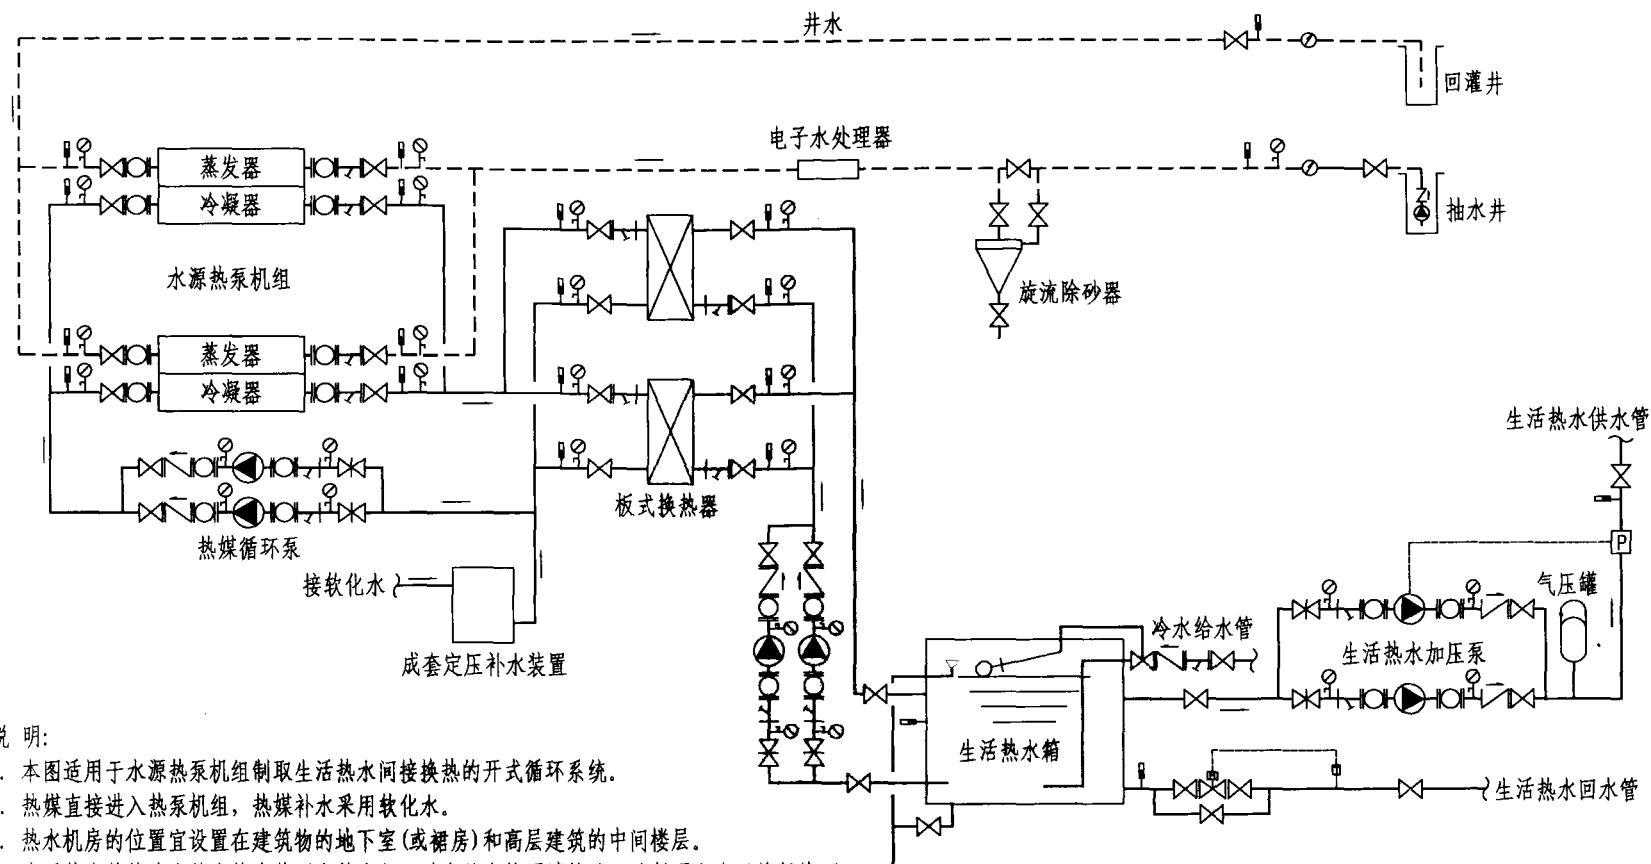 井水
回灌井
电子水处理器
蒸发器
冷凝器
抽水井
水源热泵机组
旋流除砂器
蒸发器
冷凝器
生活热水供水管
板式换热器
热媒循环泵
P
接软化水
气压罐
冷水给水管
成套定压补水装置
生活热水加压泵
生活热水箱
生活热水回水管
说 明:
. 本图适用于水源热泵机组制取生活热水间接换热的开式循环系统。
. 热媒直接进入热泵机组，热媒补水采用软化水。
. 热水机房的位置宜设置在建筑物的地下室(或裙房)和高层建筑的中间楼层。